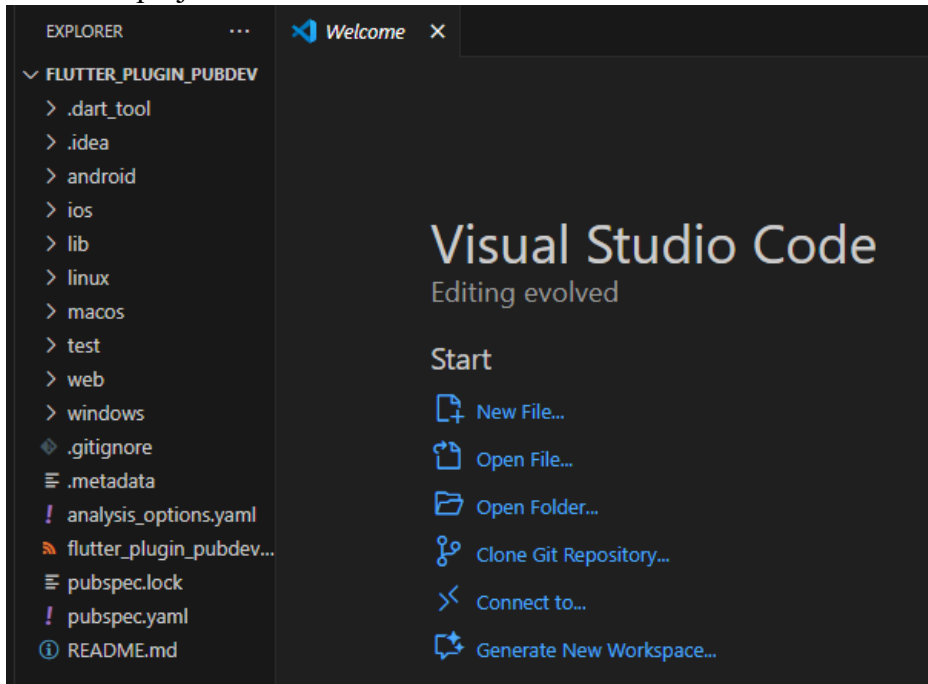 EXPLORER ...
FLUTTER_PLUGIN_PUBDEV
.dart_tool
.idea
android
ios
lib
linux
macos
test
web
windows
.gitignore
.metadata
analysis_options.yaml
flutter_plugin_pubdev...
pubspec.lock
pubspec.yaml
README.md
Welcome
Visual Studio Code
Editing evolved
Start
New File...
Open File...
Open Folder...
Clone Git Repository...
Connect to...
Generate New Workspace...